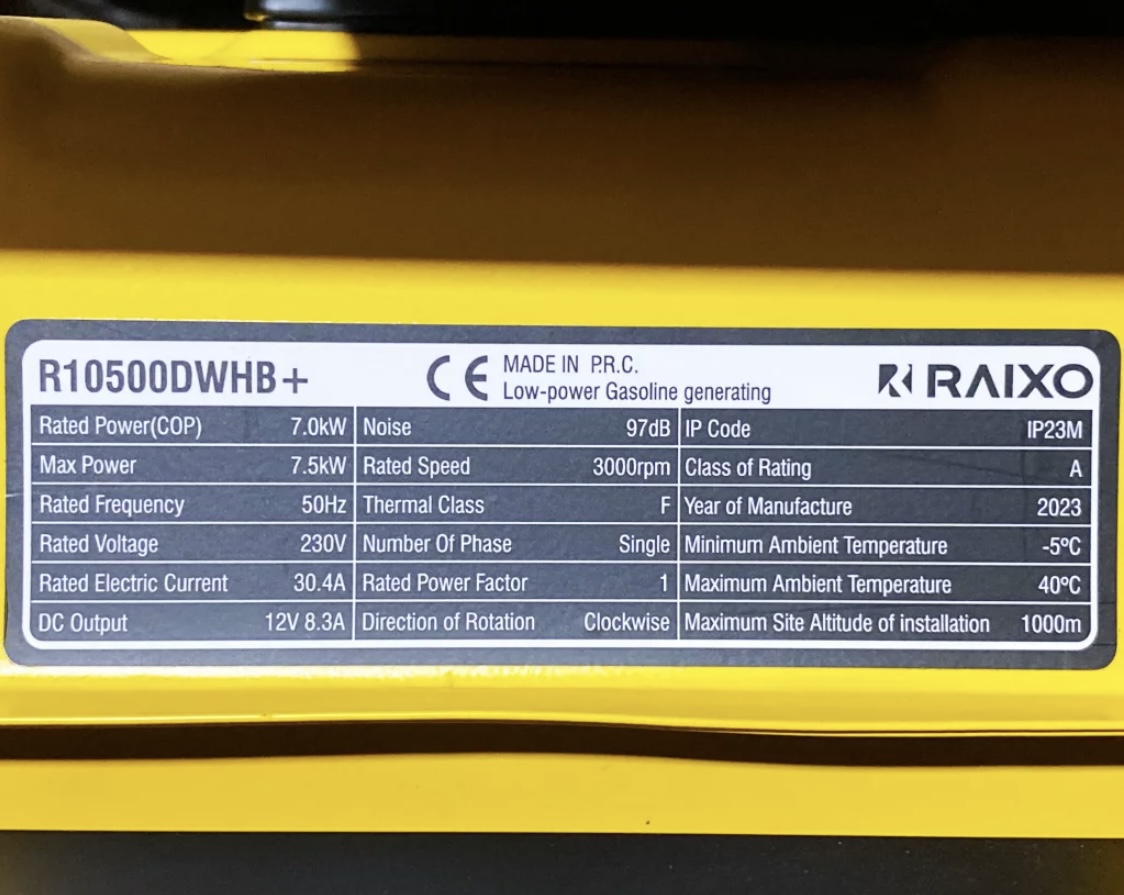 R10500DWHB+
CE MADE IN P.R.C.
Low-power Gasoline generating
RAIXO
Rated Power(COP) 7.0kW Noise 97dB IP Code IP23M
Max Power 7.5kW Rated Speed 3000rpm Class of Rating A
Rated Frequency 50Hz Thermal Class F Year of Manufacture 2023
Rated Voltage 230V Number Of Phase Single Minimum Ambient Temperature -5ºC
Rated Electric Current 30.4A Rated Power Factor 1 Maximum Ambient Temperature 40ºC
DC Output 12V 8.3A Direction of Rotation Clockwise Maximum Site Altitude of installation 1000m